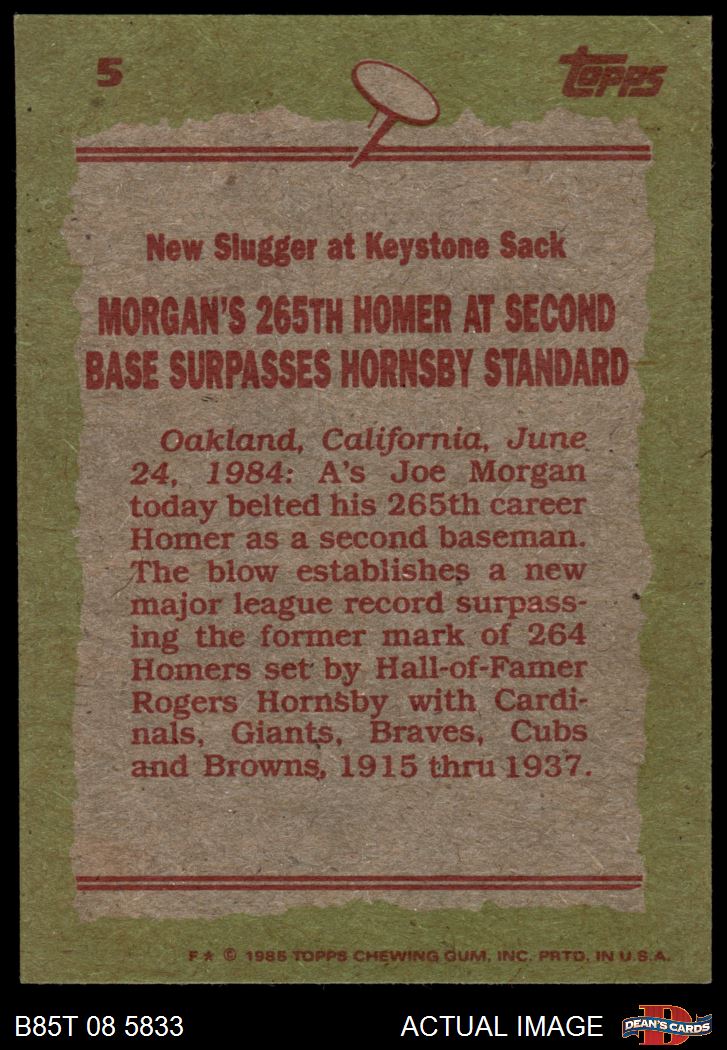 5
Topps
New Slugger at Keystone Sack
MORGAN'S 265TH HOMER AT SECOND
BASE SURPASSES HORNSBY STANDARD
Oakland, California, June
24, 1984: A's Joe Morgan
today belted his 265th career
Homer as a second baseman.
The blow establishes a new
major league record surpass-
ing the former mark of 264
Homers set by Hall-of-Famer
Rogers Hornsby with Cardi-
nals, Giants, Braves, Cubs
and Browns, 1915 thru 1937.
F★ © 1985 TOPPS CHEWING GUM, INC. PRTD. IN U.S.A.
B85T 08 5833
ACTUAL IMAGE
D
DEAN'S CARDS